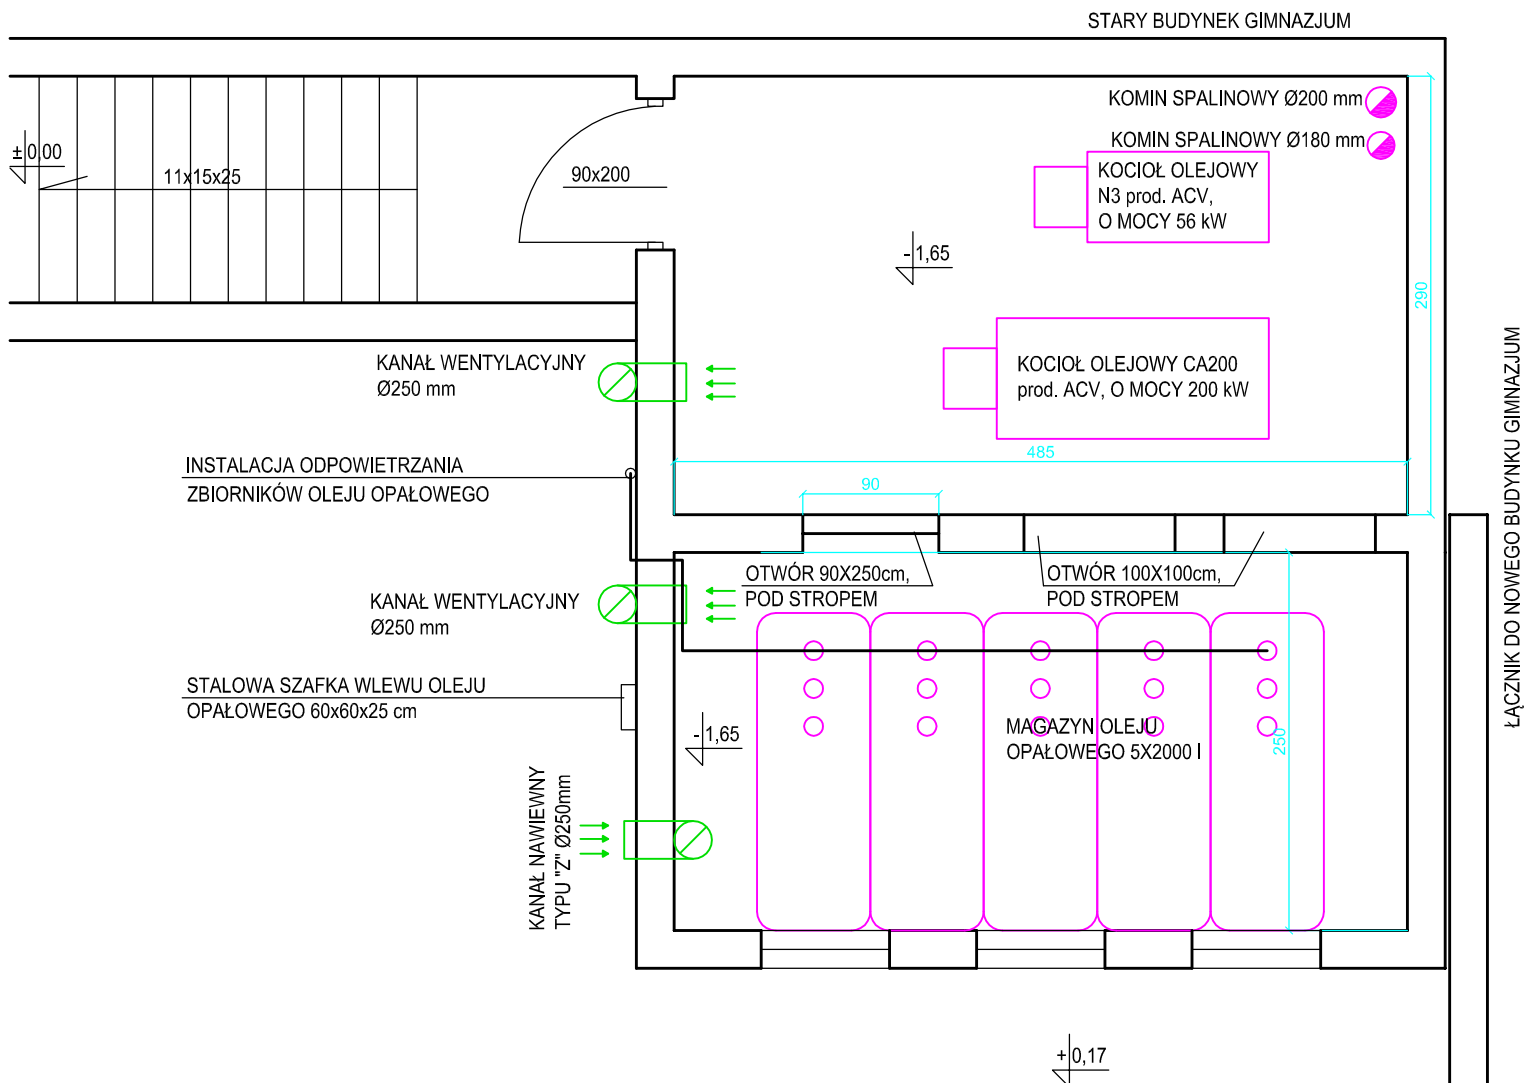 STARY BUDYNEK GIMNAZJUM
KOMIN SPALINOWY Ø200 mm
KOMIN SPALINOWY Ø180 mm
± 0,00
11x15x25
90x200
KOCIOŁ OLEJOWY
N3 prod. ACV,
O MOCY 56 kW
- 1,65
290
KANAŁ WENTYLACYJNY
Ø250 mm
KOCIOŁ OLEJOWY CA200
prod. ACV, O MOCY 200 kW
485
INSTALACJA ODPOWIETRZANIA
ZBIORNIKÓW OLEJU OPAŁOWEGO
90
ŁĄCZNIK DO NOWEGO BUDYNKU GIMNAZJUM
OTWÓR 90X250cm,
POD STROPEM
OTWÓR 100X100cm,
POD STROPEM
KANAŁ WENTYLACYJNY
Ø250 mm
STALOWA SZAFKA WLEWU OLEJU
OPAŁOWEGO 60x60x25 cm
- 1,65
MAGAZYN OLEJU
OPAŁOWEGO 5X2000 l
250
KANAŁ NAWIEWNY
TYPU "Z" Ø250mm
+ 0,17